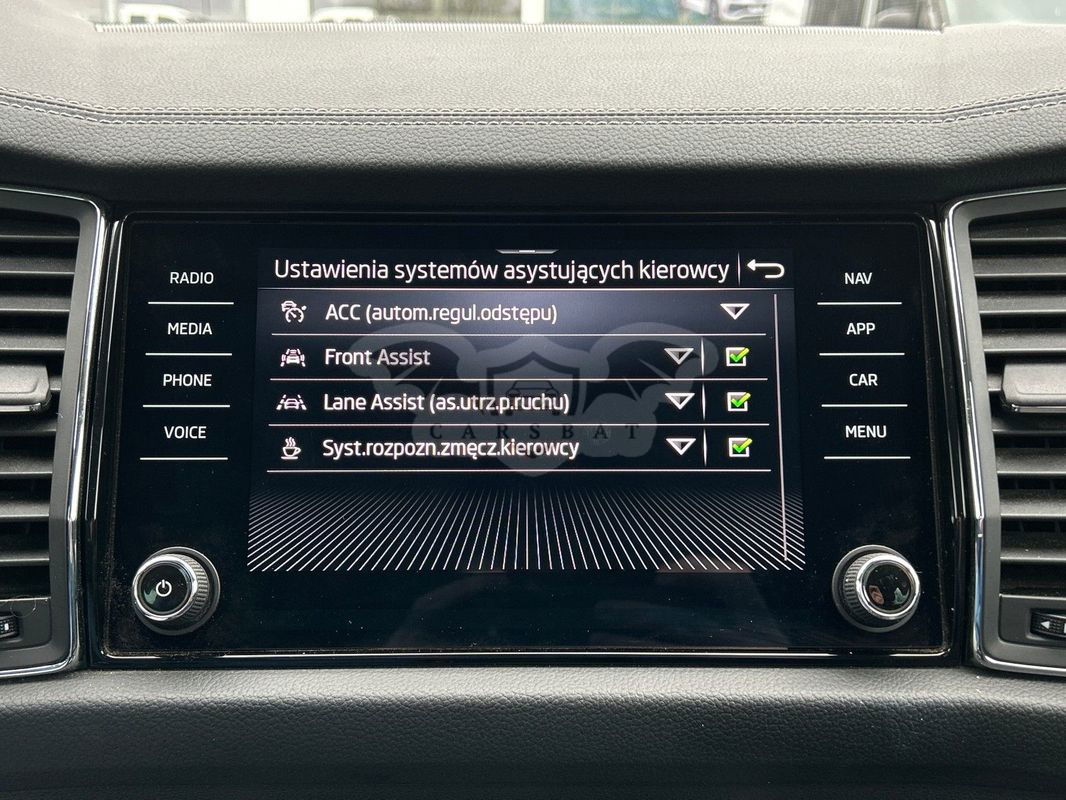 Ustawienia systemów asystujących kierowcy
RADIO
MEDIA
PHONE
VOICE
ACC (autom.regul.odstępu)
Front Assist
Lane Assist (as.utrz.p.ruchu)
Syst.rozpozn.zmęcz.kierowcy
CARSBAT
NAV
APP
CAR
MENU